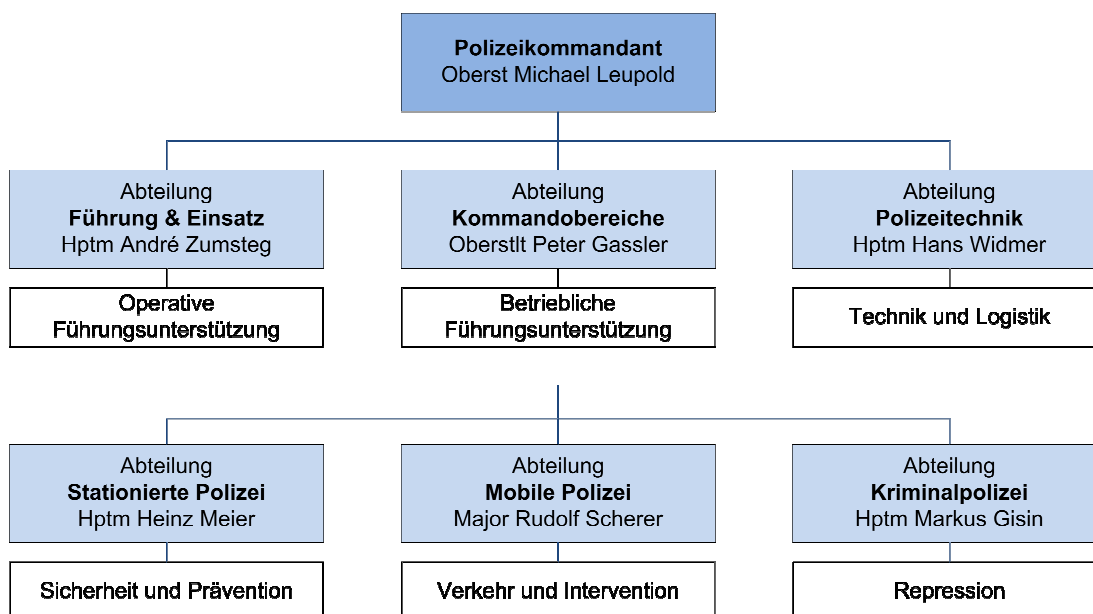 Polizeikommandant
Oberst Michael Leupold
Abteilung
Führung & Einsatz
Hptm André Zumsteg
Abteilung
Kommandobereiche
Oberstlt Peter Gassler
Abteilung
Polizeitechnik
Hptm Hans Widmer
Operative
Führungsunterstützung
Betriebliche
Führungsunterstützung
Technik und Logistik
Abteilung
Stationierte Polizei
Hptm Heinz Meier
Abteilung
Mobile Polizei
Major Rudolf Scherer
Abteilung
Kriminalpolizei
Hptm Markus Gisin
Sicherheit und Prävention
Verkehr und Intervention
Repression